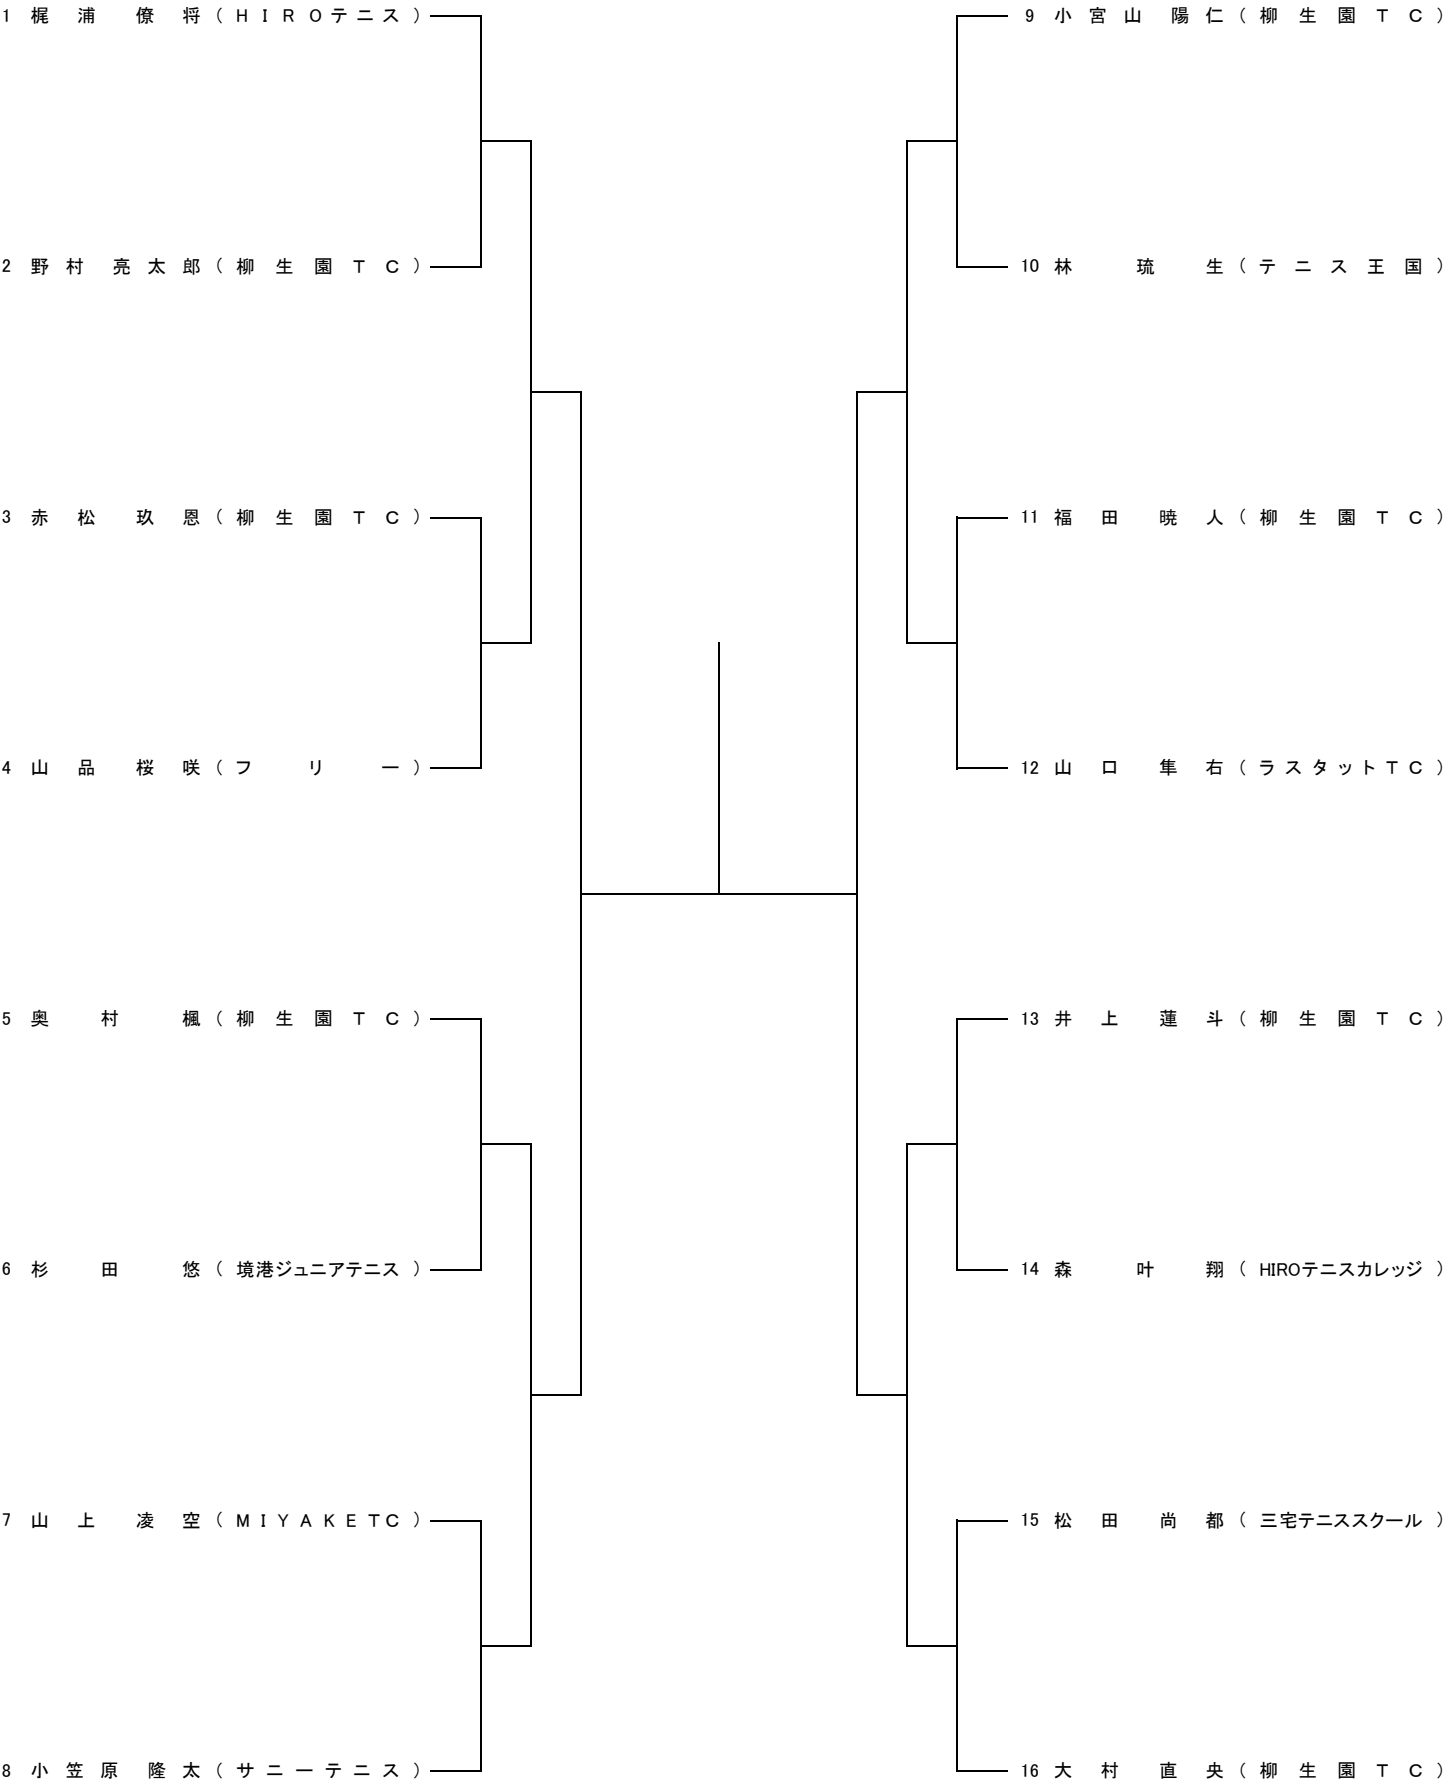 1 梶浦 僚将 (HIROテニス)
2 野村 亮太郎 (柳生園TC)
3 赤松 玖恩 (柳生園TC)
4 山品 桜咲 (フリー)
5 奥村 楓 (柳生園TC)
6 杉田 悠 (境港ジュニアテニス)
7 山上 凌空 (MIYAKETC)
8 小笠原 隆太 (サニーテニス)
9 小宮山 陽仁 (柳生園TC)
10 林 琉生 (テニス王国)
11 福田 暁人 (柳生園TC)
12 山口 隼右 (ラスタットTC)
13 井上 蓮斗 (柳生園TC)
14 森 叶翔 (HIROテニスカレッジ)
15 松田 尚都 (三宅テニススクール)
16 大村 直央 (柳生園TC)